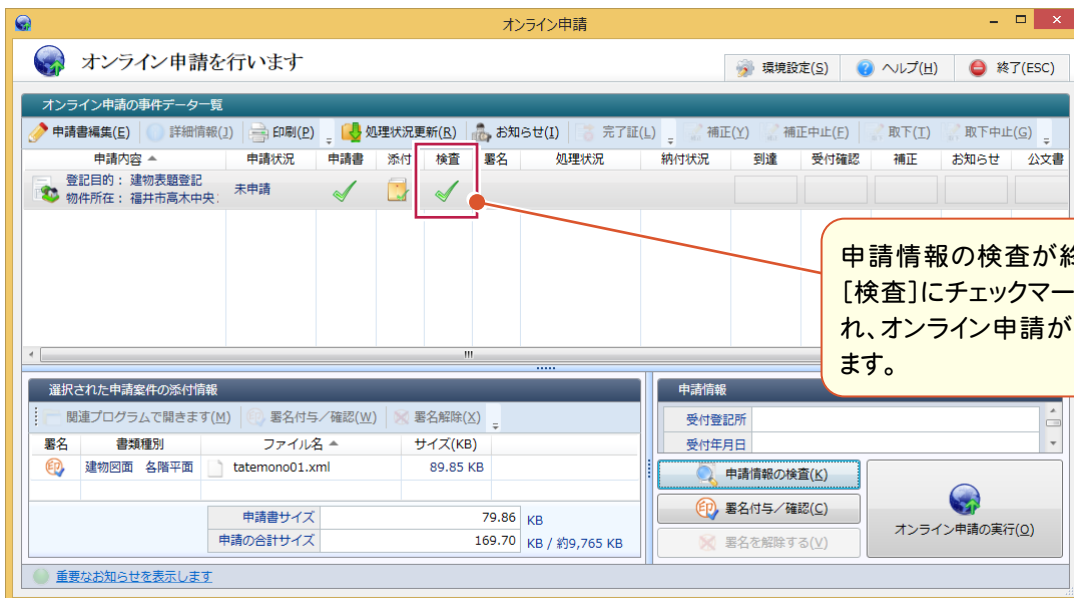 オンライン申請
オンライン申請を行います
環境設定(S) ヘルプ(H) 終了(ESC)
オンライン申請の事件データ一覧
申請書編集(E) 詳細情報(J) 印刷(P) 処理状況更新(R) お知らせ(I) 完了証(L) 補正(Y) 補正中止(F) 取下(T) 取下中止(G)
申請内容 申請状況 申請書 添付 検査 署名 処理状況 納付状況 到達 受付確認 補正 お知らせ 公文書
登記目的： 建物表題登記
物件所在： 福井市高木中央
未申請
申請情報の検査が
[検査]にチェックマー
れ、オンライン申請が
ます。
選択された申請案件の添付情報
関連プログラムで開きます(M) 署名付与／確認(W) 署名解除(X)
署名 書類種別 ファイル名 サイズ(KB)
建物図面 各階平面 tatemono01.xml 89.85 KB
申請書サイズ 79.86 KB
申請の合計サイズ 169.70 KB / 約9,765 KB
申請情報
受付登記所
受付年月日
申請情報の検査(K)
署名付与／確認(C)
署名を解除する(V)
オンライン申請の実行(O)
重要なお知らせを表示します